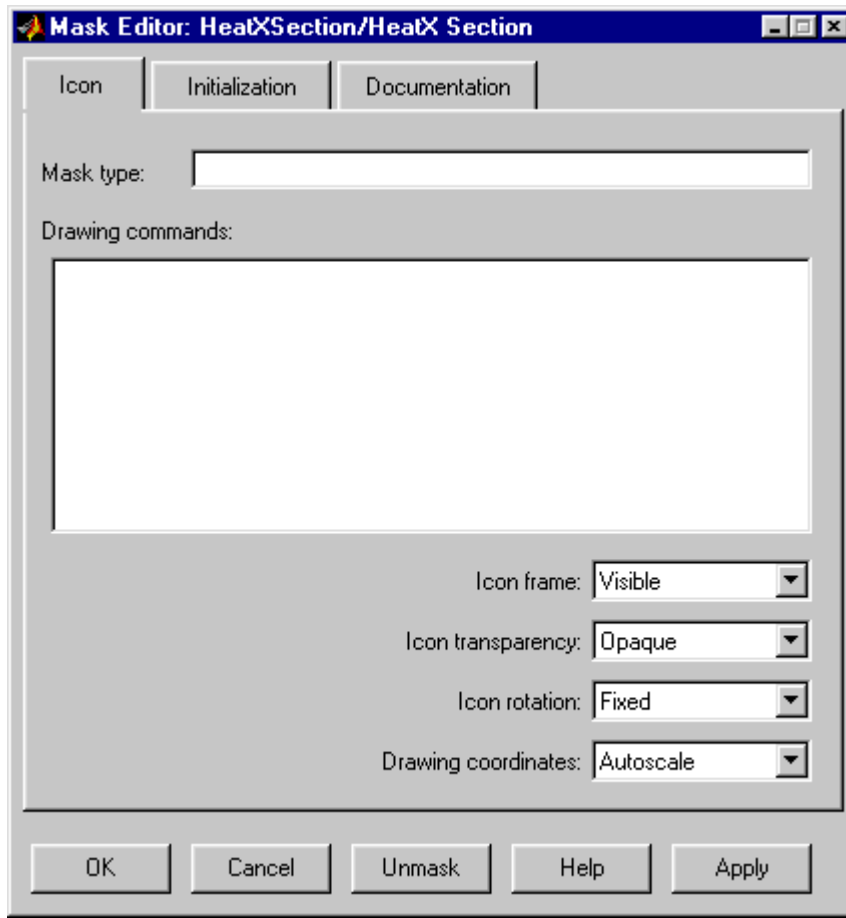 Mask Editor: HeatXSection/HeatX Section
Icon Initialization Documentation
Mask type:
Drawing commands:
Icon frame: Visible
Icon transparency: Opaque
Icon rotation: Fixed
Drawing coordinates: Autoscale
OK Cancel Unmask Help Apply